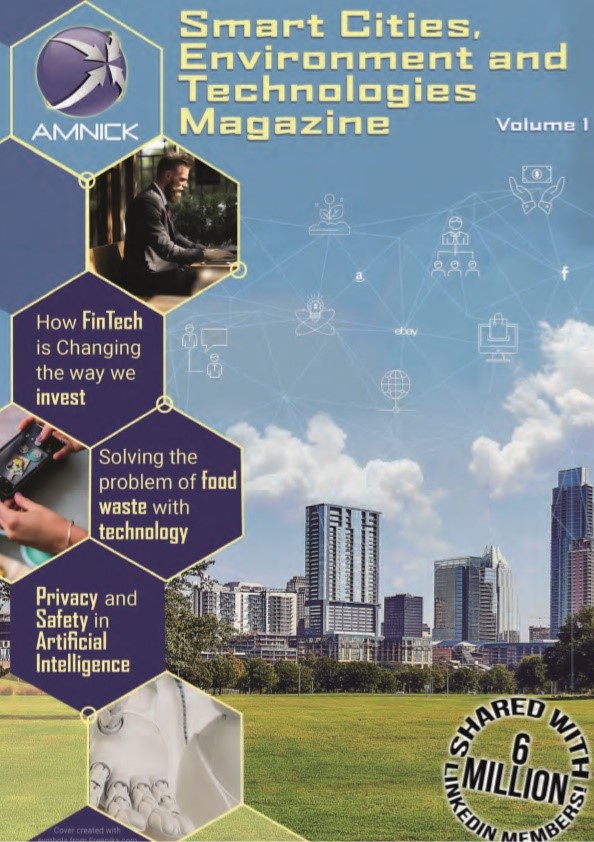 AMNICK
Smart Cities,
Environment and
Technologies
Magazine
Volume 1
a
f
ebay
How FinTech
is Changing
the way we
invest
Solving the
problem of food
waste with
technology
Privacy and
Safety in
Artificial
Intelligence
SHARED WITH
6
MILLION
LINKEDIN MEMBERS!
Cover created with
symbols from Freepiks.com